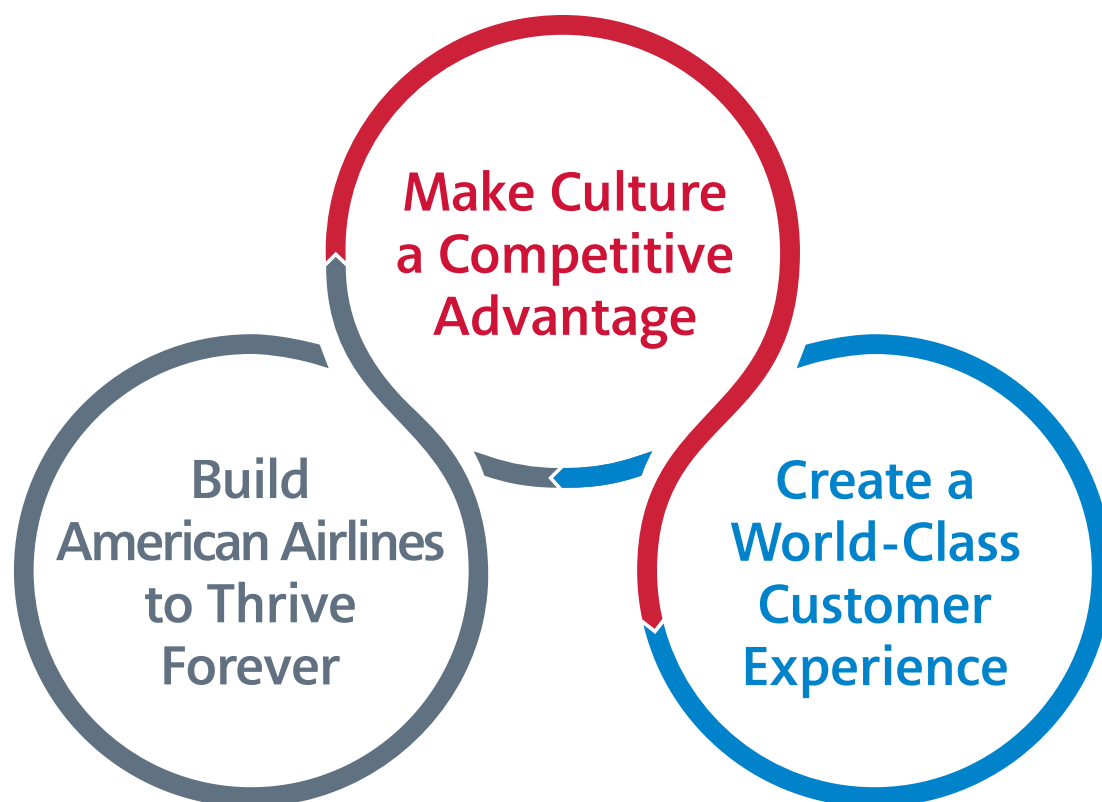 Make Culture
a Competitive
Advantage
Build
American Airlines
to Thrive
Forever
Create a
World-Class
Customer
Experience